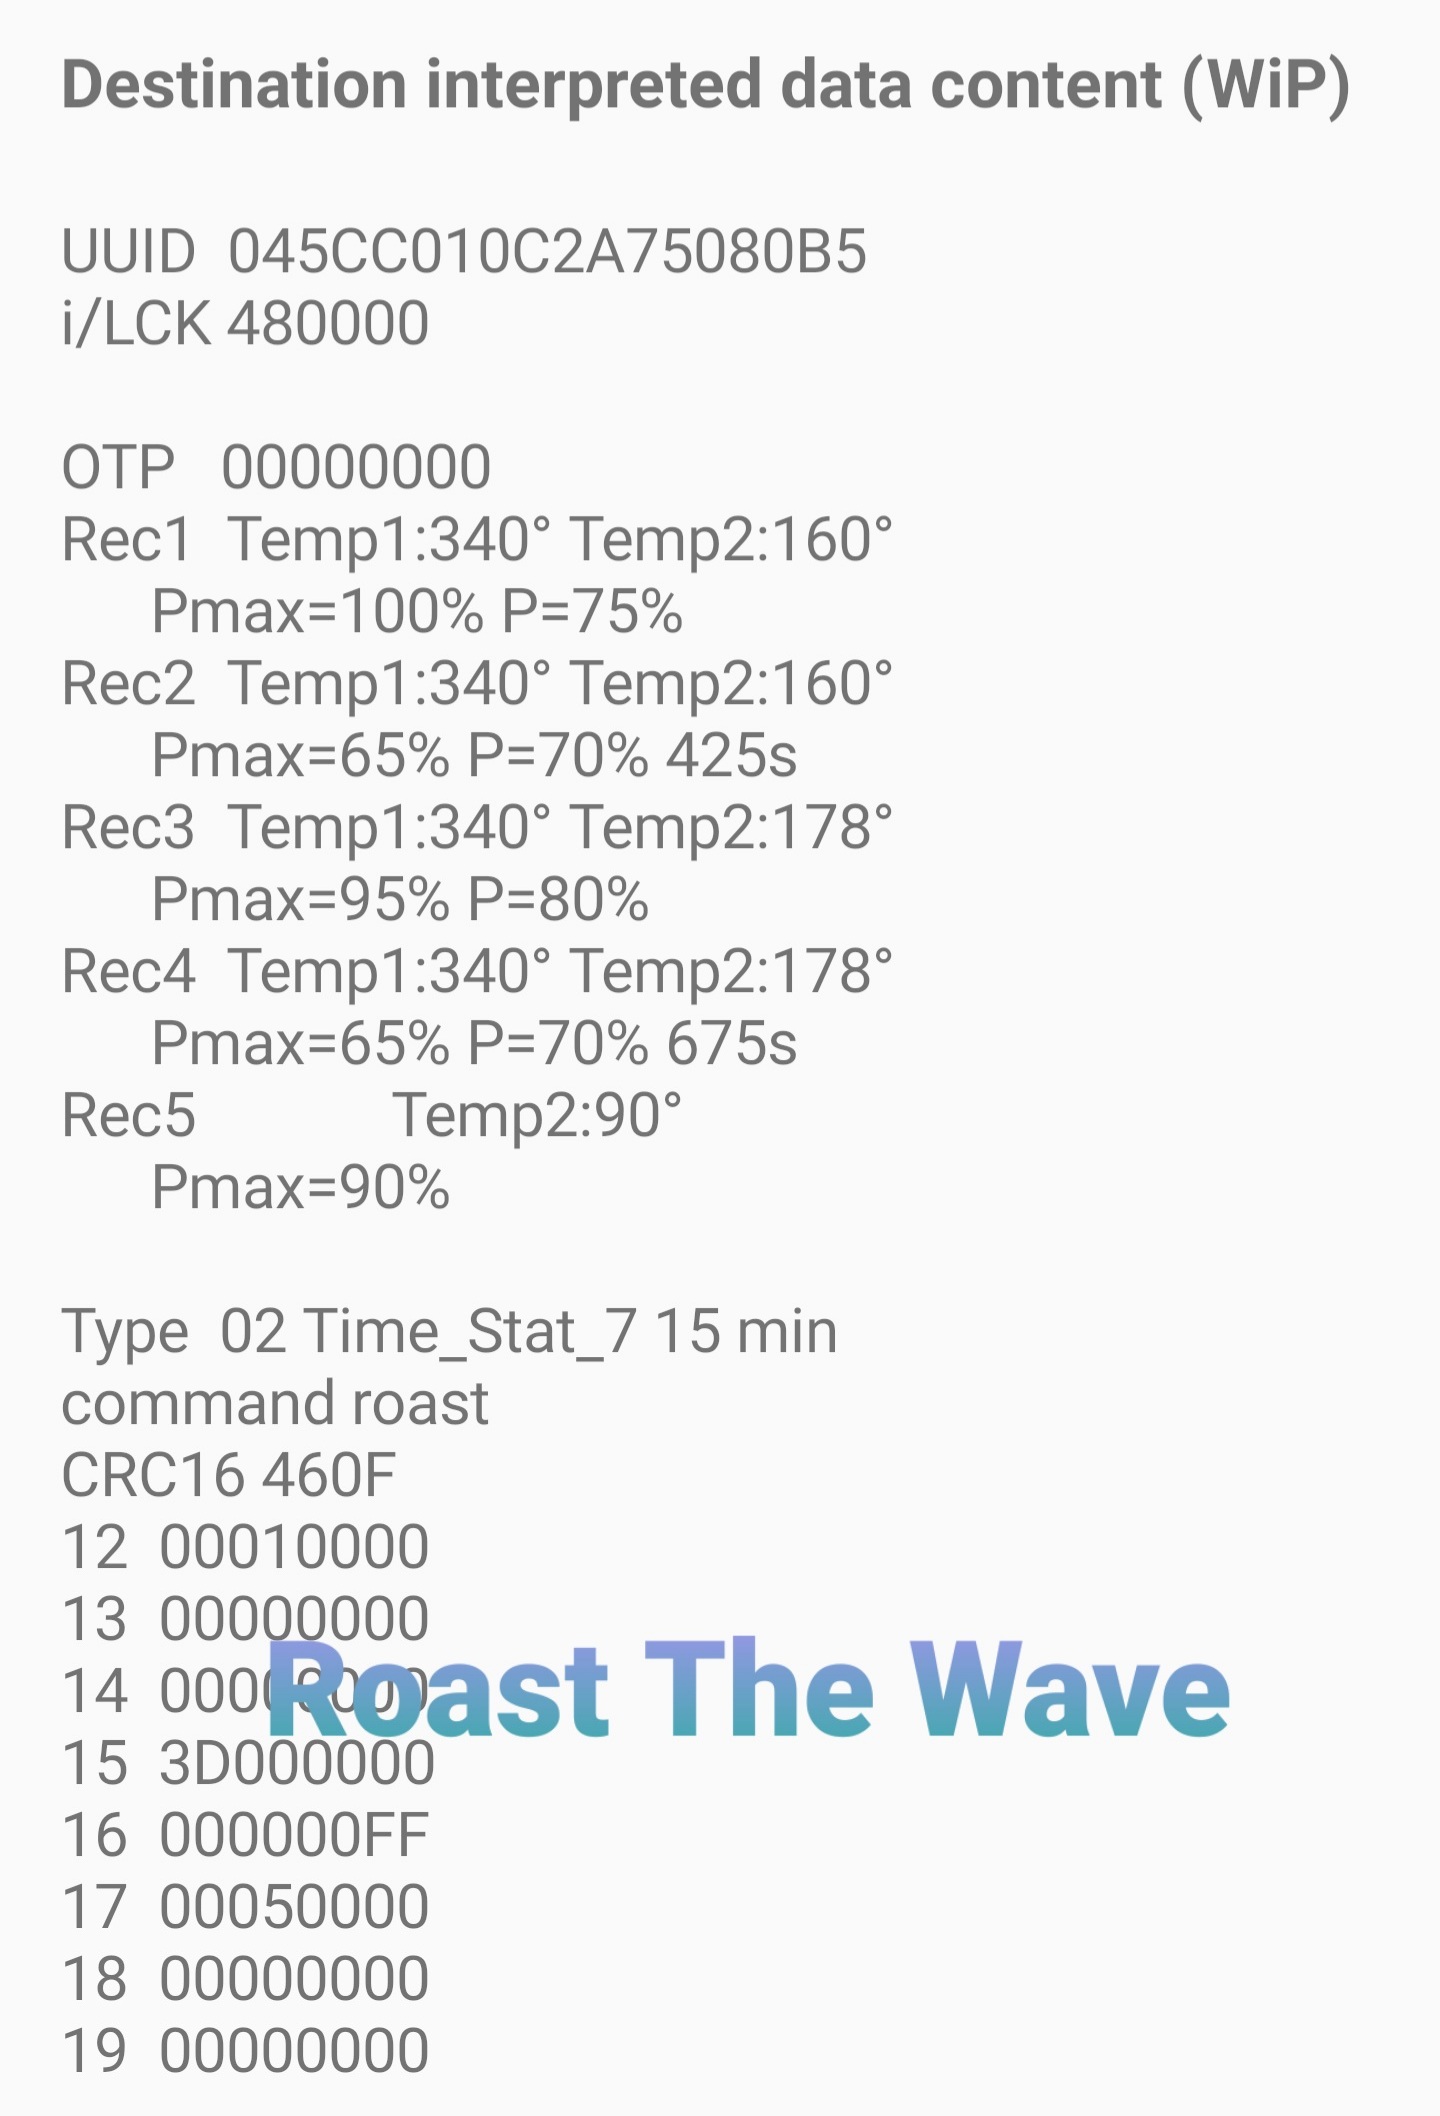 Destination interpreted data content (WiP)
UUID 045CC010C2A75080B5
i/LCK 480000
OTP 00000000
Rec1 Temp1:340° Temp2:160°
Pmax=100% P=75%
Rec2 Temp1:340° Temp2:160°
Pmax=65% P=70% 425s
Rec3 Temp1:340° Temp2:178°
Pmax=95% P=80%
Rec4 Temp1:340° Temp2:178°
Pmax=65% P=70% 675s
Rec5 Temp2:90°
Pmax=90%
Type 02 Time_Stat_7 15 min
command roast
CRC16 460F
12 00010000
13 00000000
14 00000000
Roast The Wave
15 3D000000
16 000000FF
17 00050000
18 00000000
19 00000000